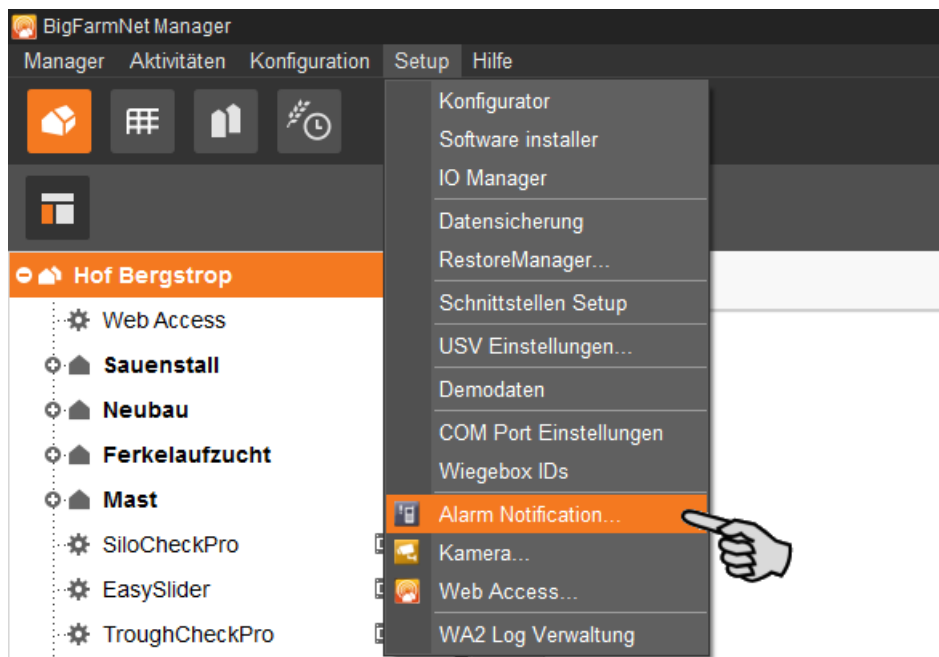 BigFarmNet Manager
Manager Aktivitäten Konfiguration Setup Hilfe
Konfigurator
Software installer
IO Manager
Datensicherung
RestoreManager...
Schnittstellen Setup
USV Einstellungen...
Demodaten
COM Port Einstellungen
Wiegebox IDs
Alarm Notification...
Kamera...
Web Access...
WA2 Log Verwaltung
Hof Bergstrop
Web Access
Sauenstall
Neubau
Ferkelaufzucht
Mast
SiloCheckPro
EasySlider
TroughCheckPro